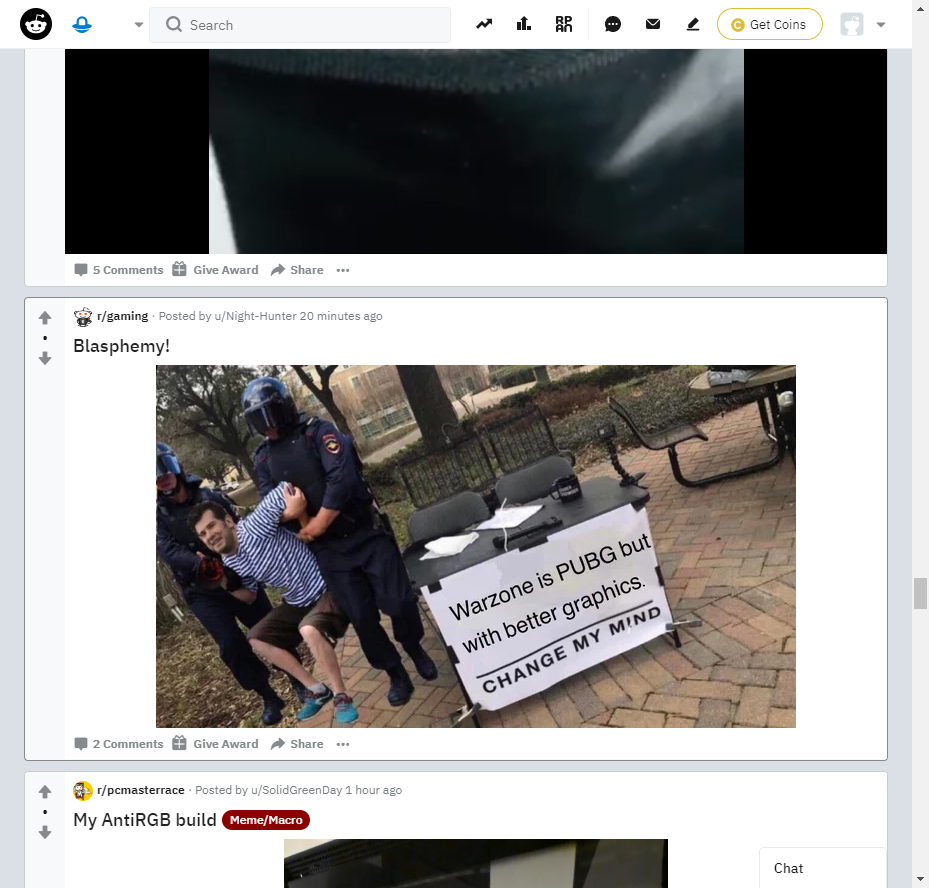 Search
RP
AN
Get Coins
5 Comments Give Award Share
r/gaming · Posted by u/Night-Hunter 20 minutes ago
Blasphemy!
Warzone is PUBG but
with better graphics.
CHANGE MY MIND
2 Comments Give Award Share
r/pcmasterrace · Posted by u/SolidGreenDay 1 hour ago
My AntiRGB build Meme/Macro
Chat